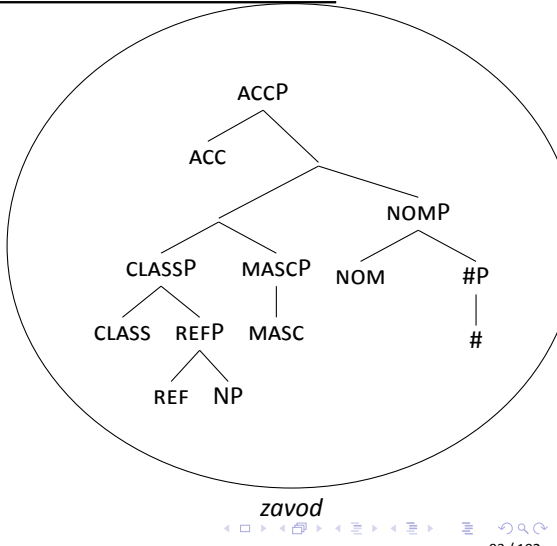 ACCP
ACC
NOMP
CLASSP MASCP NOM #P
CLASS REFP MASC #
REF NP
zavod